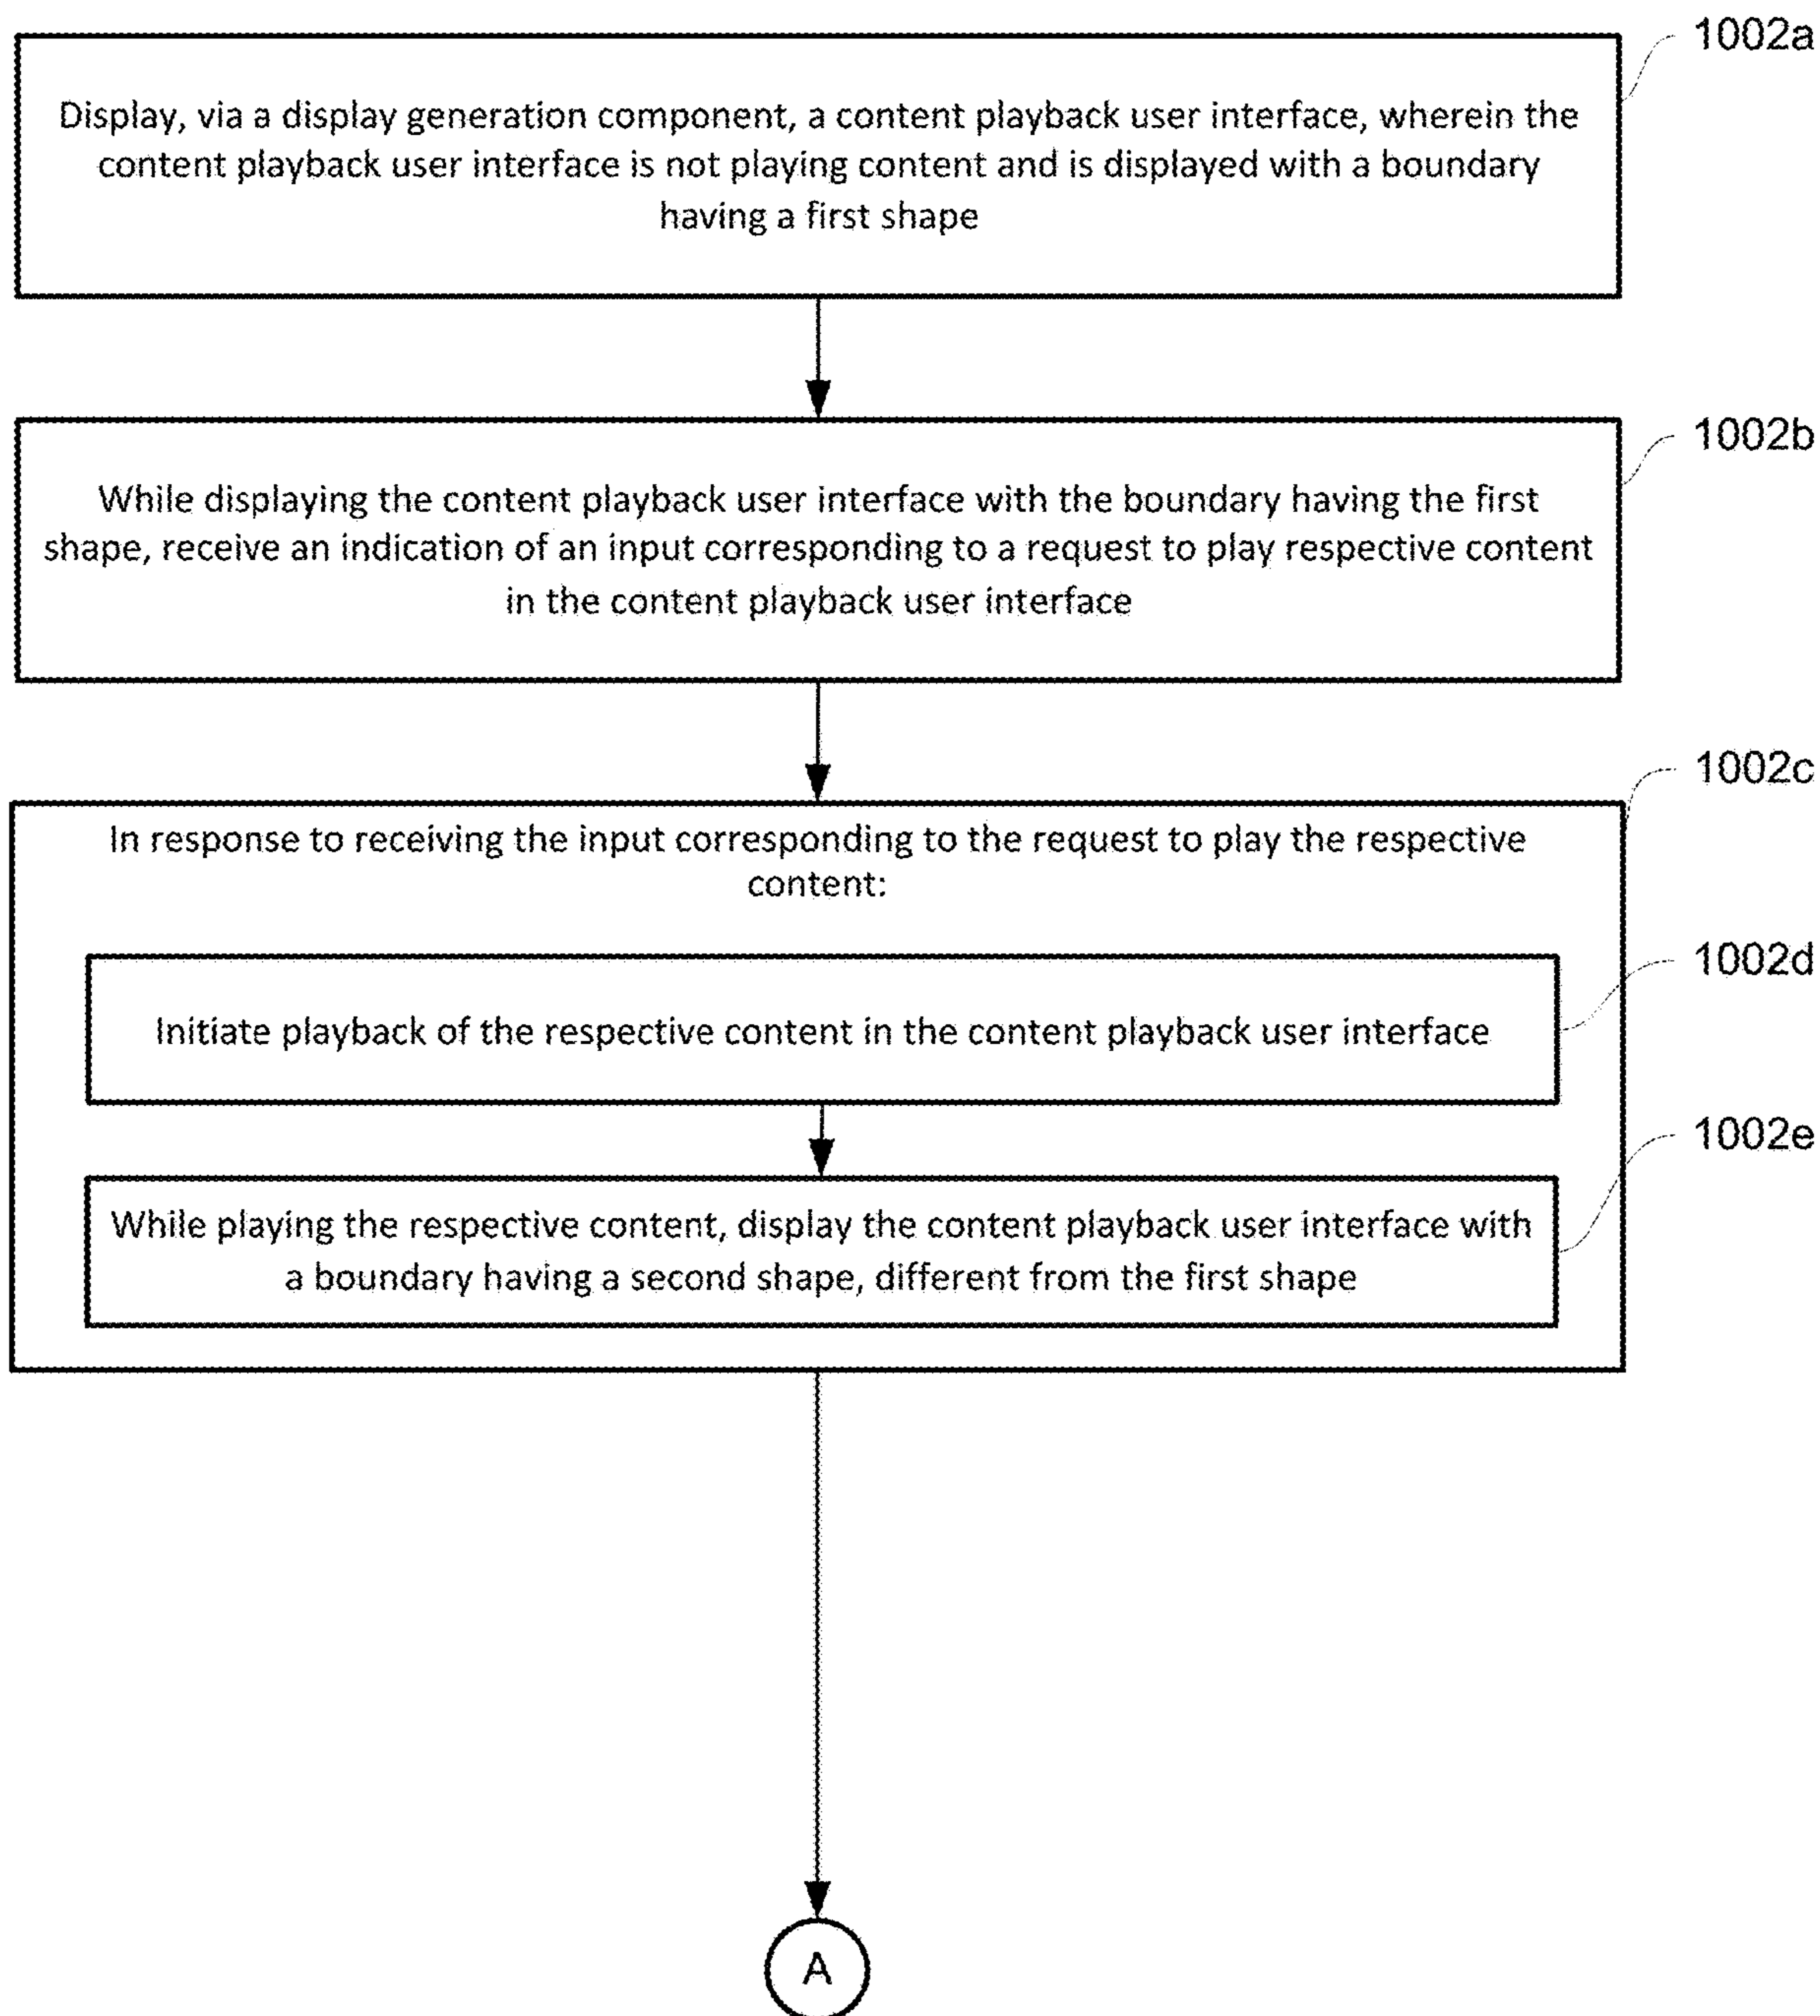 1002a
Display, via a display generation component, a content playback user interface, wherein the
content playback user interface is not playing content and is displayed with a boundary
having a first shape
1002b
While displaying the content playback user interface with the boundary having the first
shape, receive an indication of an input corresponding to a request to play respective content
in the content playback user interface
1002c
In response to receiving the input corresponding to the request to play the respective
content:
1002d
Initiate playback of the respective content in the content playback user interface
1002e
While playing the respective content, display the content playback user interface with
a boundary having a second shape, different from the first shape
A